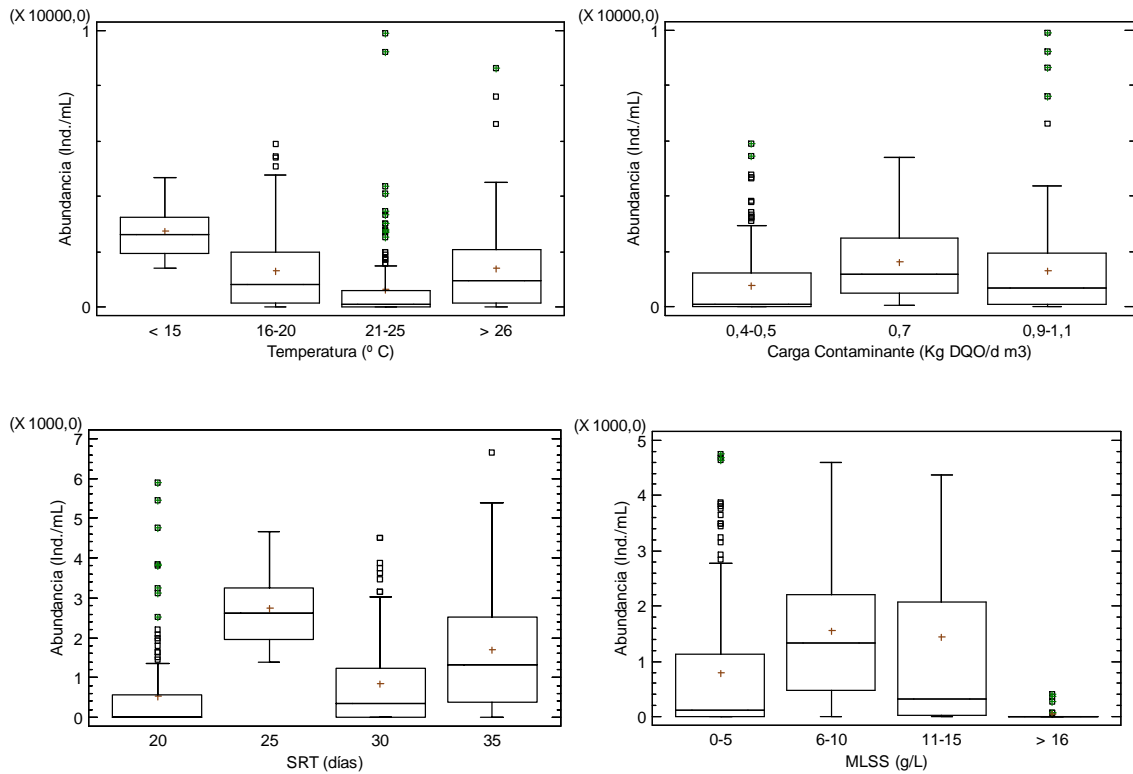 (X 10000,0)
1
0
Abundancia (Ind./mL)
< 15 16-20 21-25 > 26
Temperatura (º C)
(X 10000,0)
1
0
Abundancia (Ind./mL)
0,4-0,5 0,7 0,9-1,1
Carga Contaminante (Kg DQO/d m3)
(X 1000,0)
7
6
5
4
3
2
1
0
Abundancia (Ind./mL)
20 25 30 35
SRT (días)
(X 1000,0)
5
4
3
2
1
0
Abundancia (Ind./mL)
0-5 6-10 11-15 > 16
MLSS (g/L)